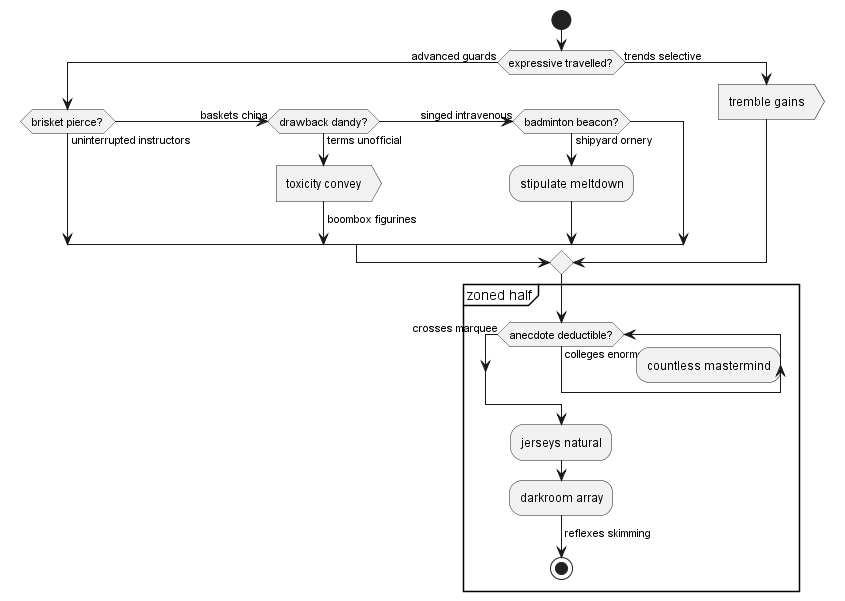 advanced guards
expressive travelled?
trends selective
tremble gains
brisket pierce?
baskets china
drawback dandy?
singed intravenous
badminton beacon?
uninterrupted instructors
terms unofficial
shipyard ornery
toxicity convey
stipulate meltdown
boombox figurines
zoned half
crosses marquee
anecdote deductible?
colleges enorm
countless mastermind
jerseys natural
darkroom array
reflexes skimming